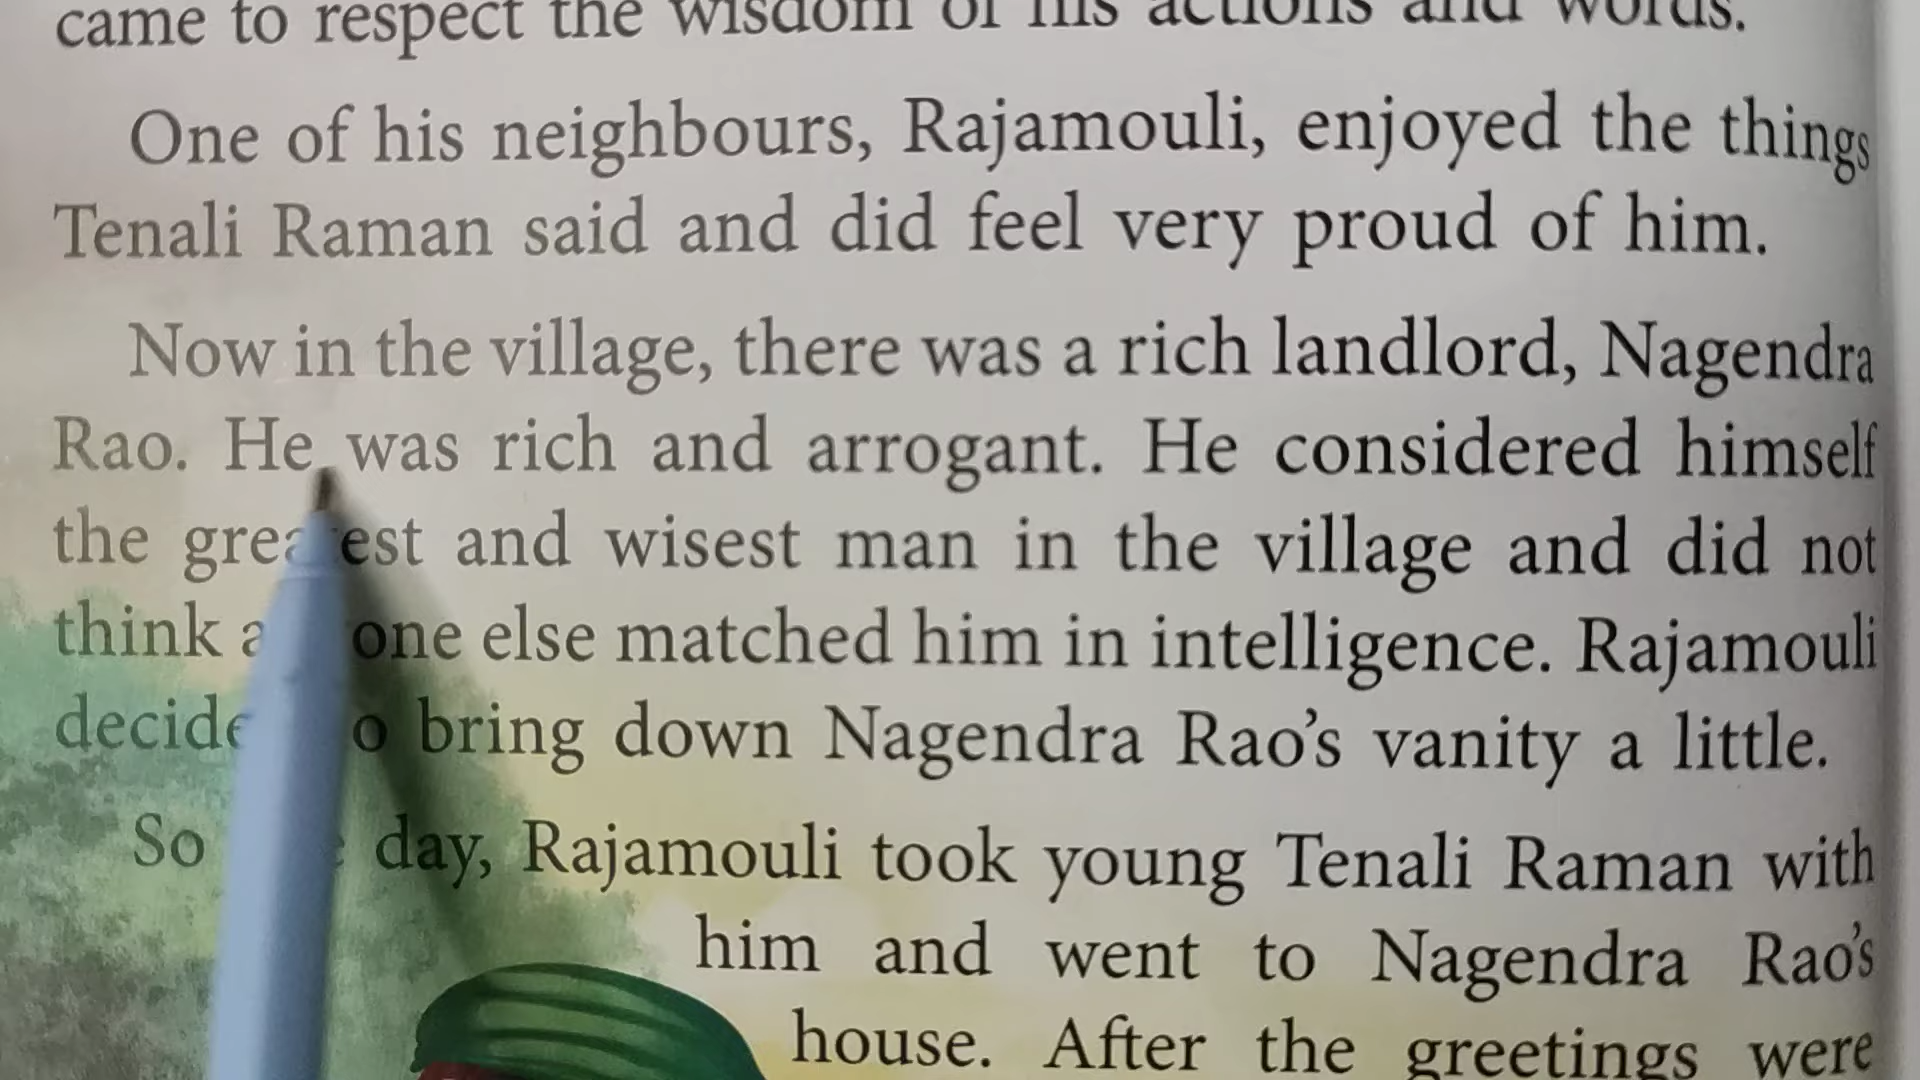 came to respect the wisdom of his actions and words.
One of his neighbours, Rajamouli, enjoyed the things
Tenali Raman said and did feel very proud of him.
Now in the village, there was a rich landlord, Nagendra
Rao. He was rich and arrogant. He considered himself
the greatest and wisest man in the village and did not
think anyone else matched him in intelligence. Rajamouli
decided to bring down Nagendra Rao's vanity a little.
So one day, Rajamouli took young Tenali Raman with
him and went to Nagendra Rao's
house. After the greetings were